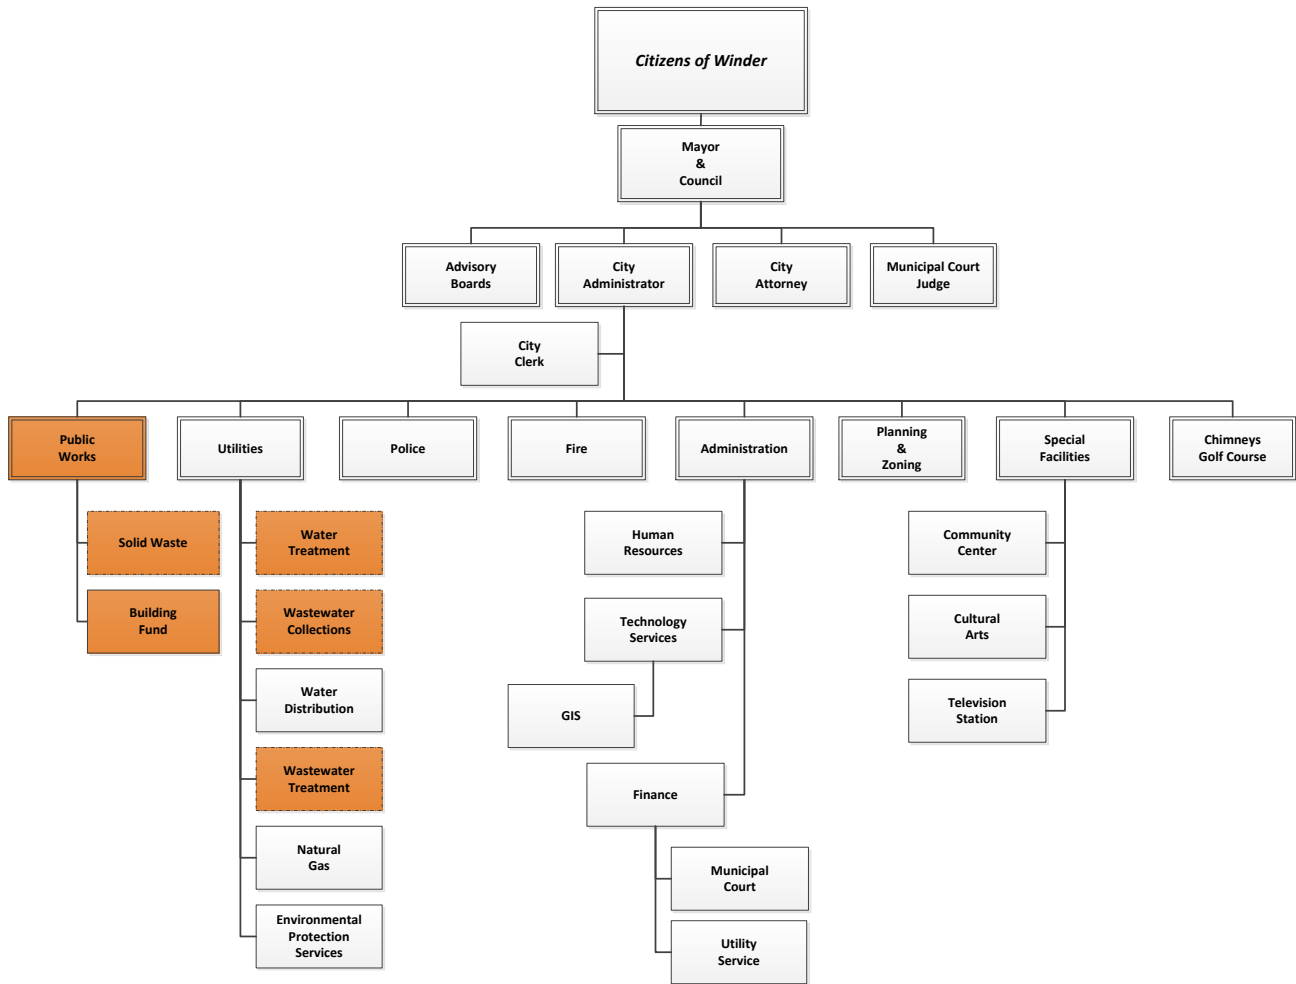 Citizens of Winder
Mayor
&
Council
Advisory
Boards
City
Administrator
City
Attorney
Municipal Court
Judge
City
Clerk
Public
Works
Utilities
Police
Fire
Administration
Planning
&
Zoning
Special
Facilities
Chimneys
Golf Course
Solid Waste
Building
Fund
Water
Treatment
Wastewater
Collections
Water
Distribution
Wastewater
Treatment
Natural
Gas
Environmental
Protection
Services
Human
Resources
Technology
Services
GIS
Finance
Municipal
Court
Utility
Service
Community
Center
Cultural
Arts
Television
Station